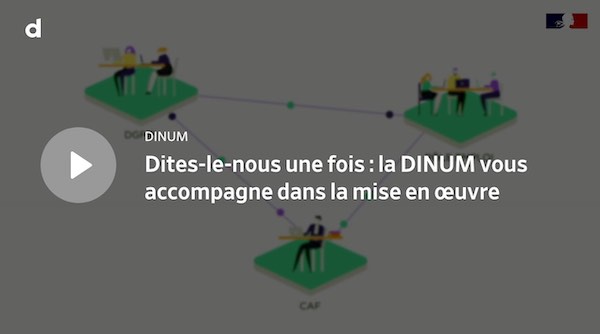 d
DINUM
Dites-le-nous une fois : la DINUM vous
accompagne dans la mise en œuvre
CAF